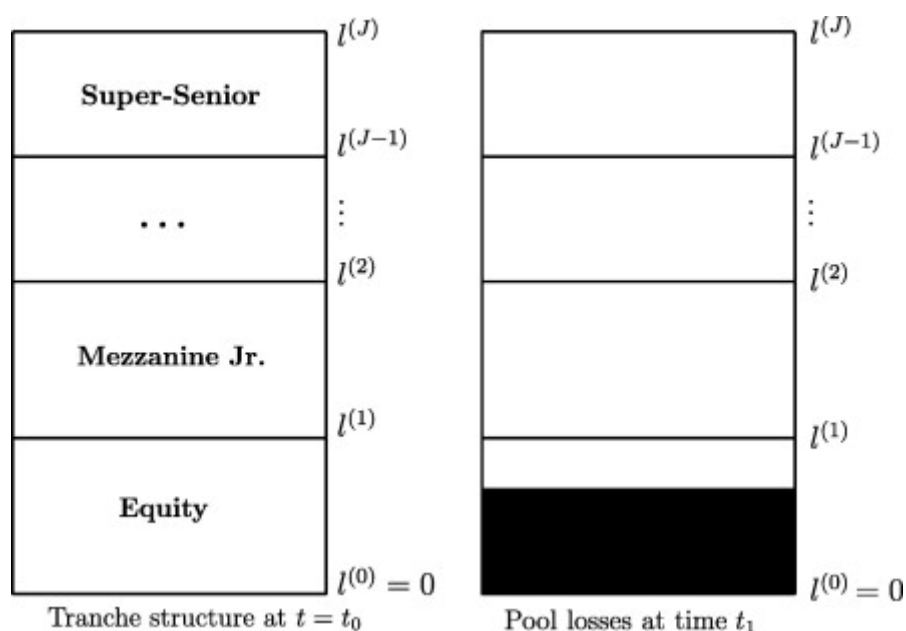 l^{(J)}
Super-Senior
l^{(J-1)}
...
⋮
l^{(2)}
Mezzanine Jr.
l^{(1)}
Equity
l^{(0)} = 0
Tranche structure at t = t_0
l^{(J)}
l^{(J-1)}
⋮
l^{(2)}
l^{(1)}
l^{(0)} = 0
Pool losses at time t_1